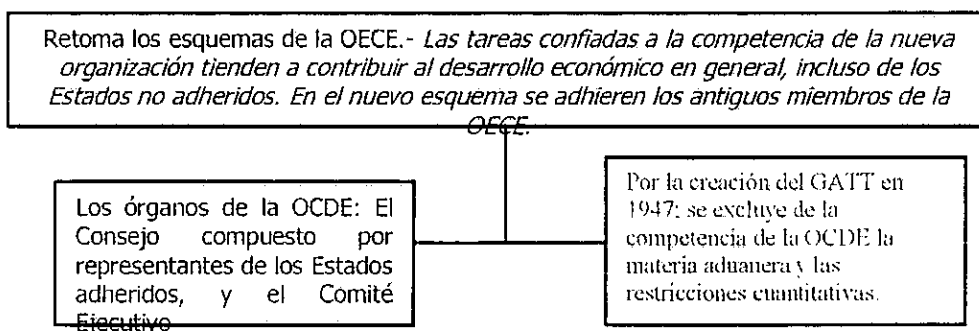 Retoma los esquemas de la OECE.- Las tareas confiadas a la competencia de la nueva
organización tienden a contribuir al desarrollo económico en general, incluso de los
Estados no adheridos. En el nuevo esquema se adhieren los antiguos miembros de la
OECE.
Los órganos de la OCDE: El
Consejo compuesto por
representantes de los Estados
adheridos, y el Comité
Ejecutivo
Por la creación del GATT en
1947; se excluye de la
competencia de la OCDE la
materia aduanera y las
restricciones cuantitativas.